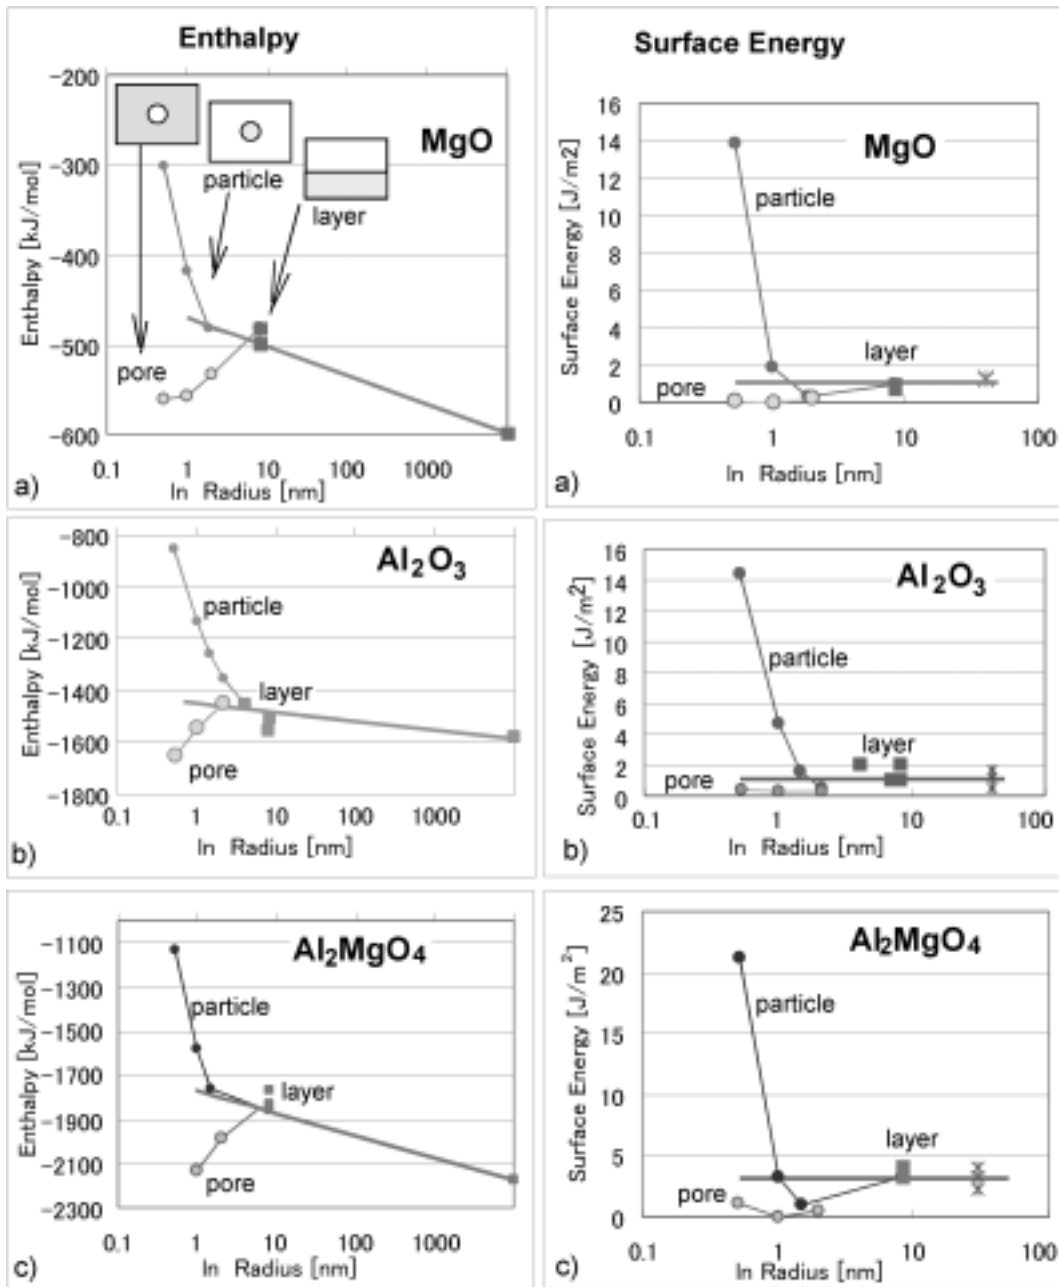 Enthalpy
-200
-300
-400
-500
-600
Enthalpy [kJ/mol]
MgO
particle
layer
pore
0.1 1 10 100 1000
a) ln Radius [nm]
Surface Energy
16
14
12
10
8
6
4
2
0
Surface Energy [J/m2]
MgO
particle
layer
pore
0.1 1 10 100
ln Radius [nm]
a)
-800
-1000
-1200
-1400
-1600
-1800
Enthalpy [kJ/mol]
Al2O3
particle
layer
pore
0.1 1 10 100 1000
b) ln Radius [nm]
16
14
12
10
8
6
4
2
0
Surface Energy [J/m²]
Al2O3
particle
layer
pore
0.1 1 10 100
b) ln Radius [nm]
-1100
-1300
-1500
-1700
-1900
-2100
-2300
Enthalpy [kJ/mol]
Al2MgO4
particle
layer
pore
0.1 1 10 100 1000
c) ln Radius [nm]
25
20
15
10
5
0
Surface Energy [J/m²]
Al2MgO4
particle
layer
pore
0.1 1 10 100
c) ln Radius [nm]